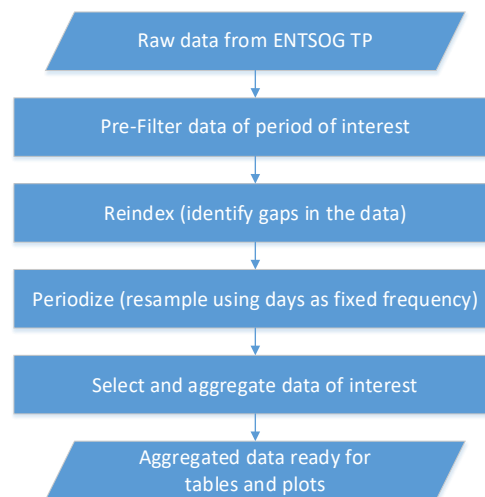 Raw data from ENTSOG TP
Pre-Filter data of period of interest
Reindex (identify gaps in the data)
Periodize (resample using days as fixed frequency)
Select and aggregate data of interest
Aggregated data ready for
tables and plots